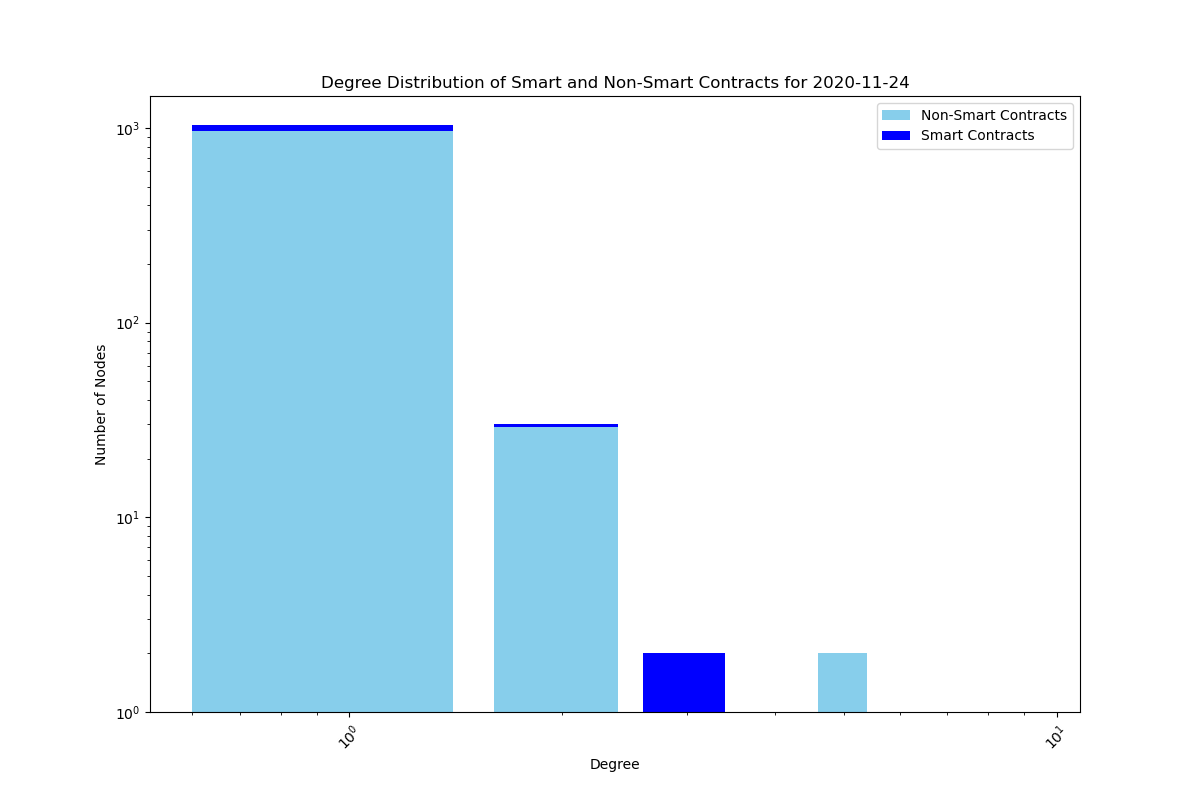 Degree Distribution of Smart and Non-Smart Contracts for 2020-11-24
Non-Smart Contracts
Smart Contracts
10³
10²
10¹
10⁰
Number of Nodes
10⁰
10¹
Degree